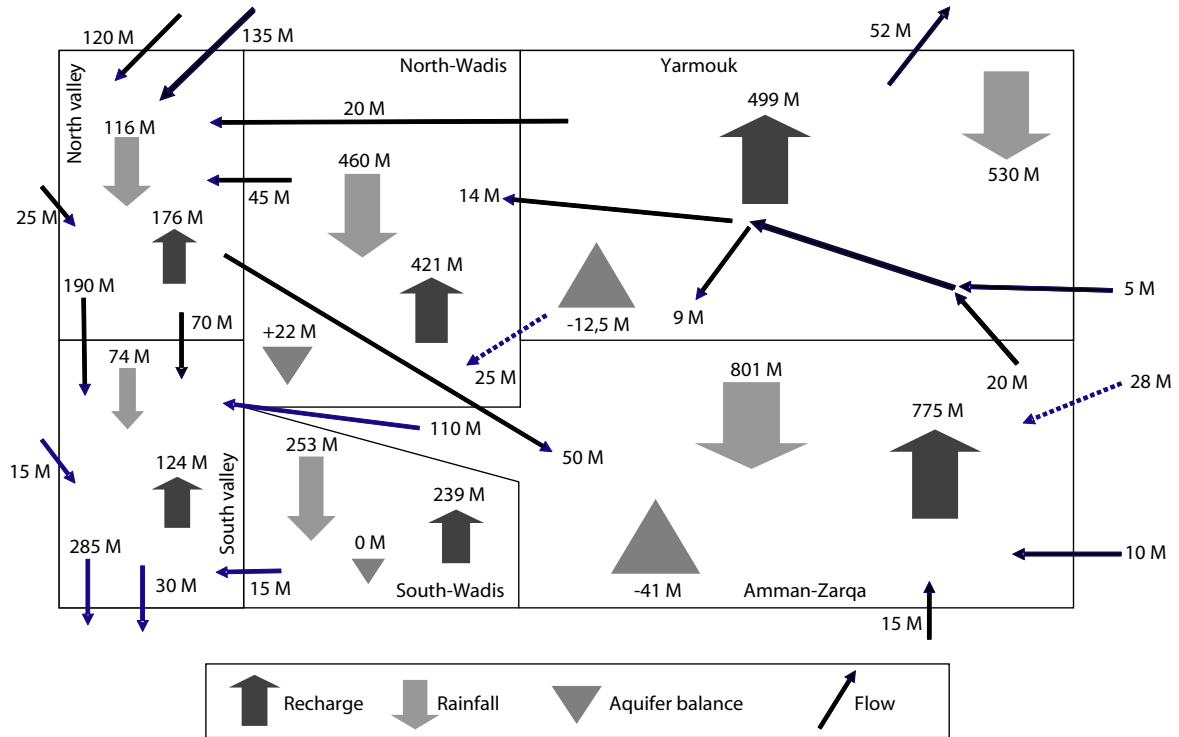 120 M
135 M
52 M
North valley
North-Wadis
Yarmouk
116 M
20 M
499 M
460 M
530 M
45 M
14 M
25 M
176 M
421 M
190 M
70 M
+22 M
-12,5 M
9 M
5 M
74 M
25 M
801 M
20 M
28 M
775 M
110 M
253 M
50 M
15 M
124 M
South valley
239 M
285 M
0 M
10 M
30 M
15 M
South-Wadis
-41 M
Amman-Zarqa
15 M
Recharge
Rainfall
Aquifer balance
Flow